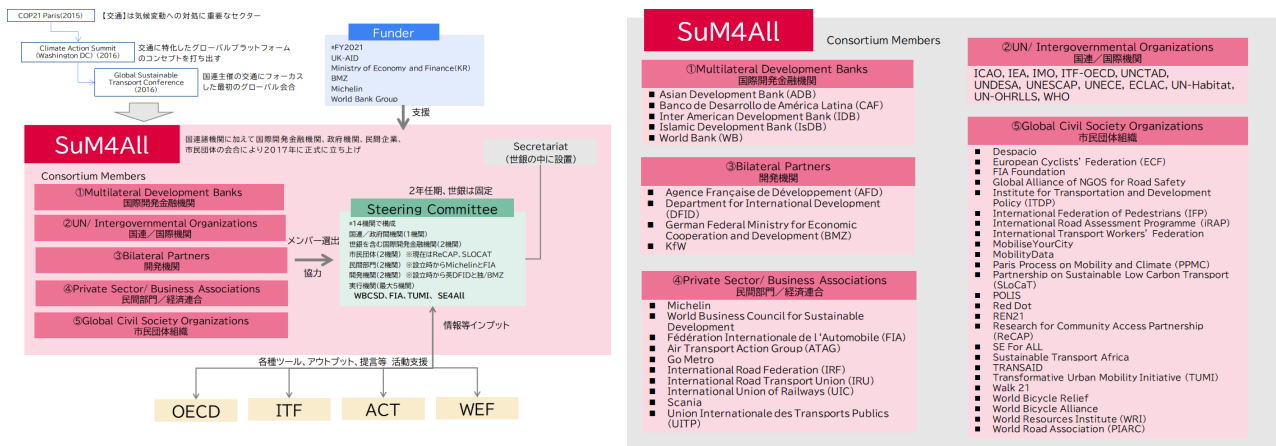 COP21 Paris(2015)
【交通】は気候変動への対処に重要なセクター
Climate Action Summit
(Washington DC) (2016)
交通に特化したグローバルプラットフォーム
のコンセプトを打ち出す
Global Sustainable
Transport Conference
(2016)
国連主催の交通にフォーカス
した最初のグローバル会合
Funder
*FY2021
UK-AID
Ministry of Economy and Finance(KR)
BMZ
Michelin
World Bank Group
支援
SuM4All
国連諸機関に加えて国際開発金融機関、政府機関、民間企業、
市民団体の会合により2017年に正式に立ち上げ
Secretariat
(世銀の中に設置)
Consortium Members
①Multilateral Development Banks
国際開発金融機関
②UN/ Intergovernmental Organizations
国連/国際機関
③Bilateral Partners
開発機関
④Private Sector/ Business Associations
民間部門/経済連合
⑤Global Civil Society Organizations
市民団体組織
メンバー選出
協力
2年任期、世銀は固定
Steering Committee
*14機関で構成
国連/政府間機関(1機関)
世銀を含む国際開発金融機関(2機関)
市民団体(2機関) ※現在はReCAP, SLOCAT
民間部門(2機関) ※設立時からMichelinとFIA
開発機関(2機関) ※設立時から英DFIDと独/BMZ
実行機関(最大5機関)
WBCSD、FIA、TUMI、SE4All
情報等インプット
各種ツール、アウトプット、提言等 活動支援
OECD
ITF
ACT
WEF
SuM4All
Consortium Members
①Multilateral Development Banks
国際開発金融機関
■ Asian Development Bank (ADB)
■ Banco de Desarrollo de América Latina (CAF)
■ Inter American Development Bank (IDB)
■ Islamic Development Bank (IsDB)
■ World Bank (WB)
③Bilateral Partners
開発機関
■ Agence Française de Développement (AFD)
■ Department for International Development
(DFID)
■ German Federal Ministry for Economic
Cooperation and Development (BMZ)
■ KfW
④Private Sector/ Business Associations
民間部門/経済連合
■ Michelin
■ World Business Council for Sustainable
Development
■ Fédération Internationale de l'Automobile (FIA)
■ Air Transport Action Group (ATAG)
■ Go Metro
■ International Road Federation (IRF)
■ International Road Transport Union (IRU)
■ International Union of Railways (UIC)
■ Scania
■ Union Internationale des Transports Publics
(UITP)
②UN/ Intergovernmental Organizations
国連/国際機関
ICAO, IEA, IMO, ITF-OECD, UNCTAD,
UNDESA, UNESCAP, UNECE, ECLAC, UN-Habitat,
UN-OHRLLS, WHO
⑤Global Civil Society Organizations
市民団体組織
■ Despacio
■ European Cyclists' Federation (ECF)
■ FIA Foundation
■ Global Alliance of NGOS for Road Safety
■ Institute for Transportation and Development
Policy (ITDP)
■ International Federation of Pedestrians (IFP)
■ International Road Assessment Programme (iRAP)
■ International Transport Workers' Federation
■ MobiliseYourCity
■ MobilityData
■ Paris Process on Mobility and Climate (PPMC)
■ Partnership on Sustainable Low Carbon Transport
(SLoCaT)
■ POLIS
■ Red Dot
■ REN21
■ Research for Community Access Partnership
(ReCAP)
■ SE For ALL
■ Sustainable Transport Africa
■ TRANSAID
■ Transformative Urban Mobility Initiative (TUMI)
■ Walk 21
■ World Bicycle Relief
■ World Bicycle Alliance
■ World Resources Institute (WRI)
■ World Road Association (PIARC)